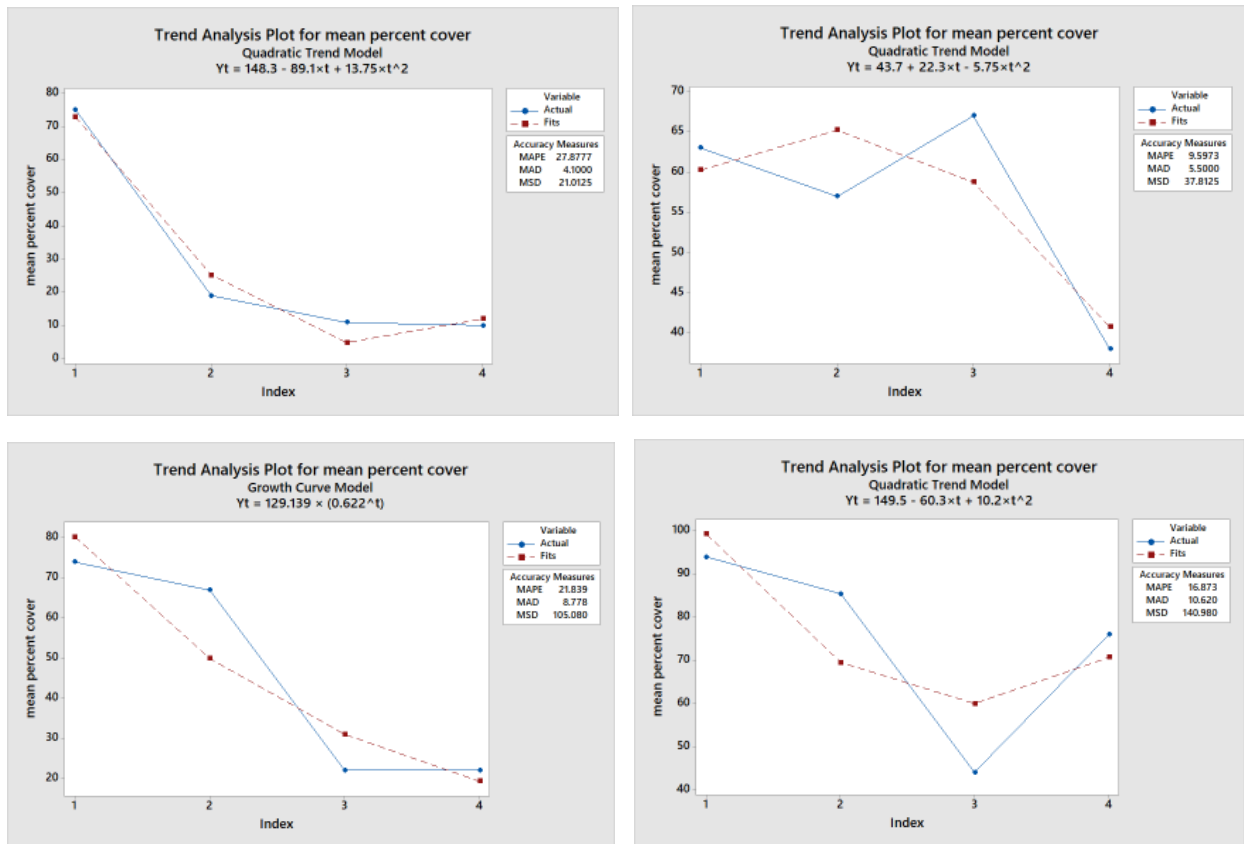 Trend Analysis Plot for mean percent cover
Quadratic Trend Model
Yt = 148.3 - 89.1×t + 13.75×t^2
mean percent cover
80
70
60
50
40
30
20
10
0
1 2 3 4
Index
Variable
Actual
Fits
Accuracy Measures
MAPE 27.8777
MAD 4.1000
MSD 21.0125
Trend Analysis Plot for mean percent cover
Quadratic Trend Model
Yt = 43.7 + 22.3×t - 5.75×t^2
mean percent cover
70
65
60
55
50
45
40
1 2 3 4
Index
Variable
Actual
Fits
Accuracy Measures
MAPE 9.5973
MAD 5.5000
MSD 37.8125
Trend Analysis Plot for mean percent cover
Growth Curve Model
Yt = 129.139 × (0.622^t)
mean percent cover
80
70
60
50
40
30
20
1 2 3 4
Index
Variable
Actual
Fits
Accuracy Measures
MAPE 21.839
MAD 8.778
MSD 105.080
Trend Analysis Plot for mean percent cover
Quadratic Trend Model
Yt = 149.5 - 60.3×t + 10.2×t^2
mean percent cover
100
90
80
70
60
50
40
1 2 3 4
Index
Variable
Actual
Fits
Accuracy Measures
MAPE 16.873
MAD 10.620
MSD 140.980